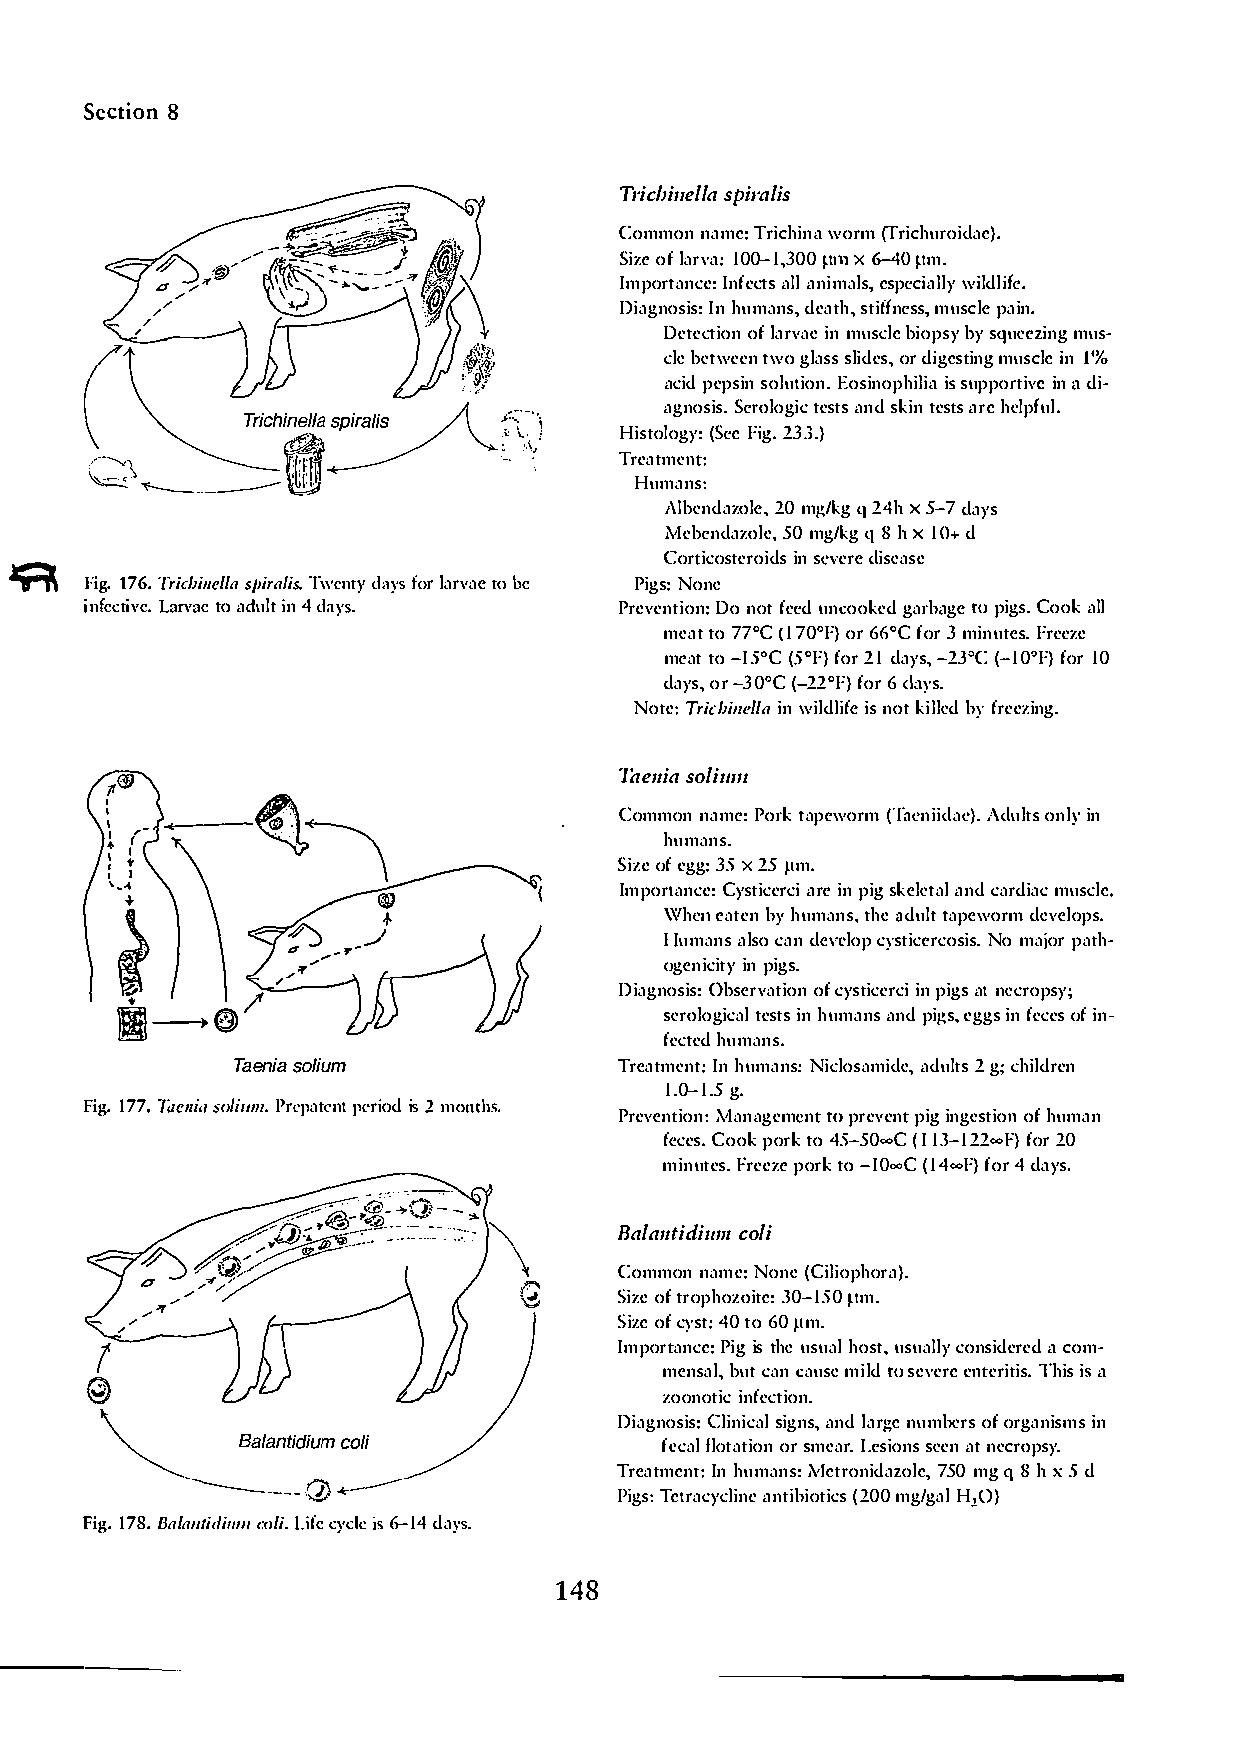 Section 8
Trichinella spiralis
Fig. 176. Trichinella spiralis. Twenty days for larvae to be
infective. Larvae to adult in 4 days.
Taenia solium
Fig. 177. Taenia solium. Prepatent period is 2 months.
Balantidium coli
Fig. 178. Balantidium coli. Life cycle is 6–14 days.
Trichinella spiralis
Common name: Trichina worm (Trichuroidae).
Size of larva: 100–1,300 µm × 6–40 µm.
Importance: Infects all animals, especially wildlife.
Diagnosis: In humans, death, stiffness, muscle pain.
Detection of larvae in muscle biopsy by squeezing mus-
cle between two glass slides, or digesting muscle in 1%
acid pepsin solution. Eosinophilia is supportive in a di-
agnosis. Serologic tests and skin tests are helpful.
Histology: (See Fig. 233.)
Treatment:
Humans:
Albendazole, 20 mg/kg q 24h × 5–7 days
Mebendazole, 50 mg/kg q 8 h × 10+ d
Corticosteroids in severe disease
Pigs: None
Prevention: Do not feed uncooked garbage to pigs. Cook all
meat to 77°C (170°F) or 66°C for 3 minutes. Freeze
meat to –15°C (5°F) for 21 days, –23°C (–10°F) for 10
days, or –30°C (–22°F) for 6 days.
Note: Trichinella in wildlife is not killed by freezing.
Taenia solium
Common name: Pork tapeworm (Taeniidae). Adults only in
humans.
Size of egg: 35 × 25 µm.
Importance: Cysticerci are in pig skeletal and cardiac muscle.
When eaten by humans, the adult tapeworm develops.
Humans also can develop cysticercosis. No major path-
ogenicity in pigs.
Diagnosis: Observation of cysticerci in pigs at necropsy;
serological tests in humans and pigs, eggs in feces of in-
fected humans.
Treatment: In humans: Niclosamide, adults 2 g; children
1.0–1.5 g.
Prevention: Management to prevent pig ingestion of human
feces. Cook pork to 45–50∞C (113–122∞F) for 20
minutes. Freeze pork to –10∞C (14∞F) for 4 days.
Balantidium coli
Common name: None (Ciliophora).
Size of trophozoite: 30–150 µm.
Size of cyst: 40 to 60 µm.
Importance: Pig is the usual host, usually considered a com-
mensal, but can cause mild to severe enteritis. This is a
zoonotic infection.
Diagnosis: Clinical signs, and large numbers of organisms in
fecal flotation or smear. Lesions seen at necropsy.
Treatment: In humans: Metronidazole, 750 mg q 8 h x 5 d
Pigs: Tetracycline antibiotics (200 mg/gal H₂O)
148